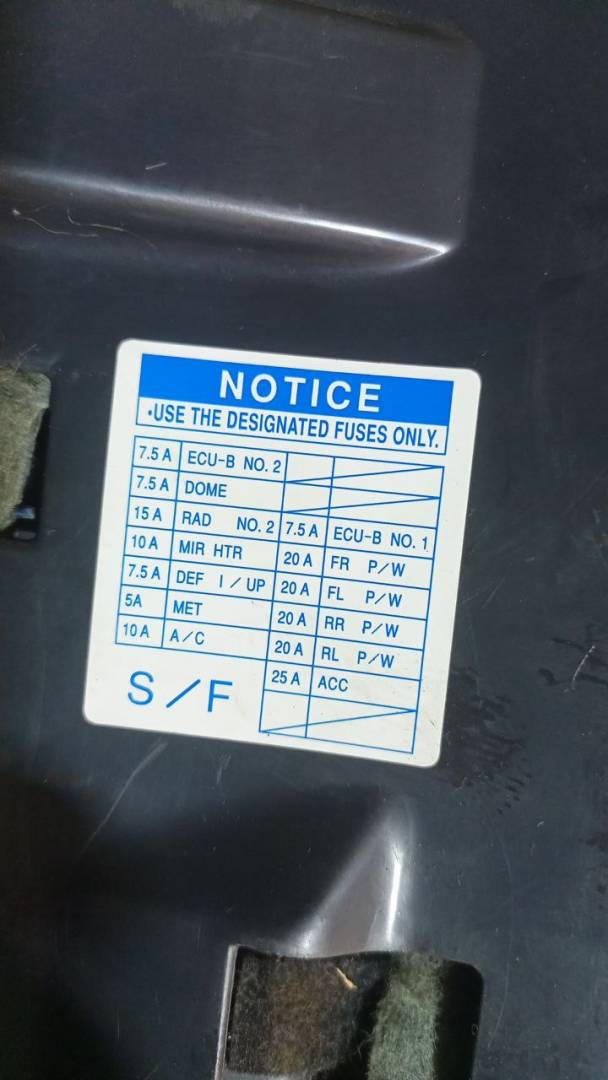 NOTICE
•USE THE DESIGNATED FUSES ONLY.
7.5 A ECU-B NO. 2
7.5 A DOME
15 A RAD NO. 2 7.5 A ECU-B NO. 1
10 A MIR HTR 20 A FR P/W
7.5 A DEF I/UP 20 A FL P/W
5A MET 20 A RR P/W
10 A A/C 20 A RL P/W
25 A ACC
S/F